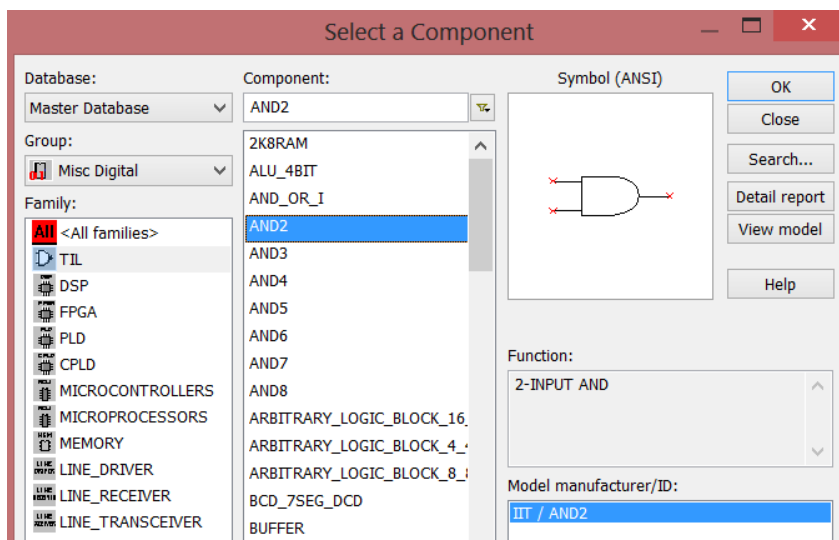 Select a Component
Database:
Master Database
Group:
Misc Digital
Family:
All <All families>
TIL
DSP
FPGA
PLD
CPLD
MICROCONTROLLERS
MICROPROCESSORS
MEMORY
LINE_DRIVER
LINE_RECEIVER
LINE_TRANSCEIVER
Component:
AND2
2K8RAM
ALU_4BIT
AND_OR_I
AND2
AND3
AND4
AND5
AND6
AND7
AND8
ARBITRARY_LOGIC_BLOCK_16_
ARBITRARY_LOGIC_BLOCK_4_
ARBITRARY_LOGIC_BLOCK_8_
BCD_7SEG_DCD
BUFFER
Symbol (ANSI)
Function:
2-INPUT AND
Model manufacturer/ID:
IIT / AND2
OK
Close
Search...
Detail report
View model
Help